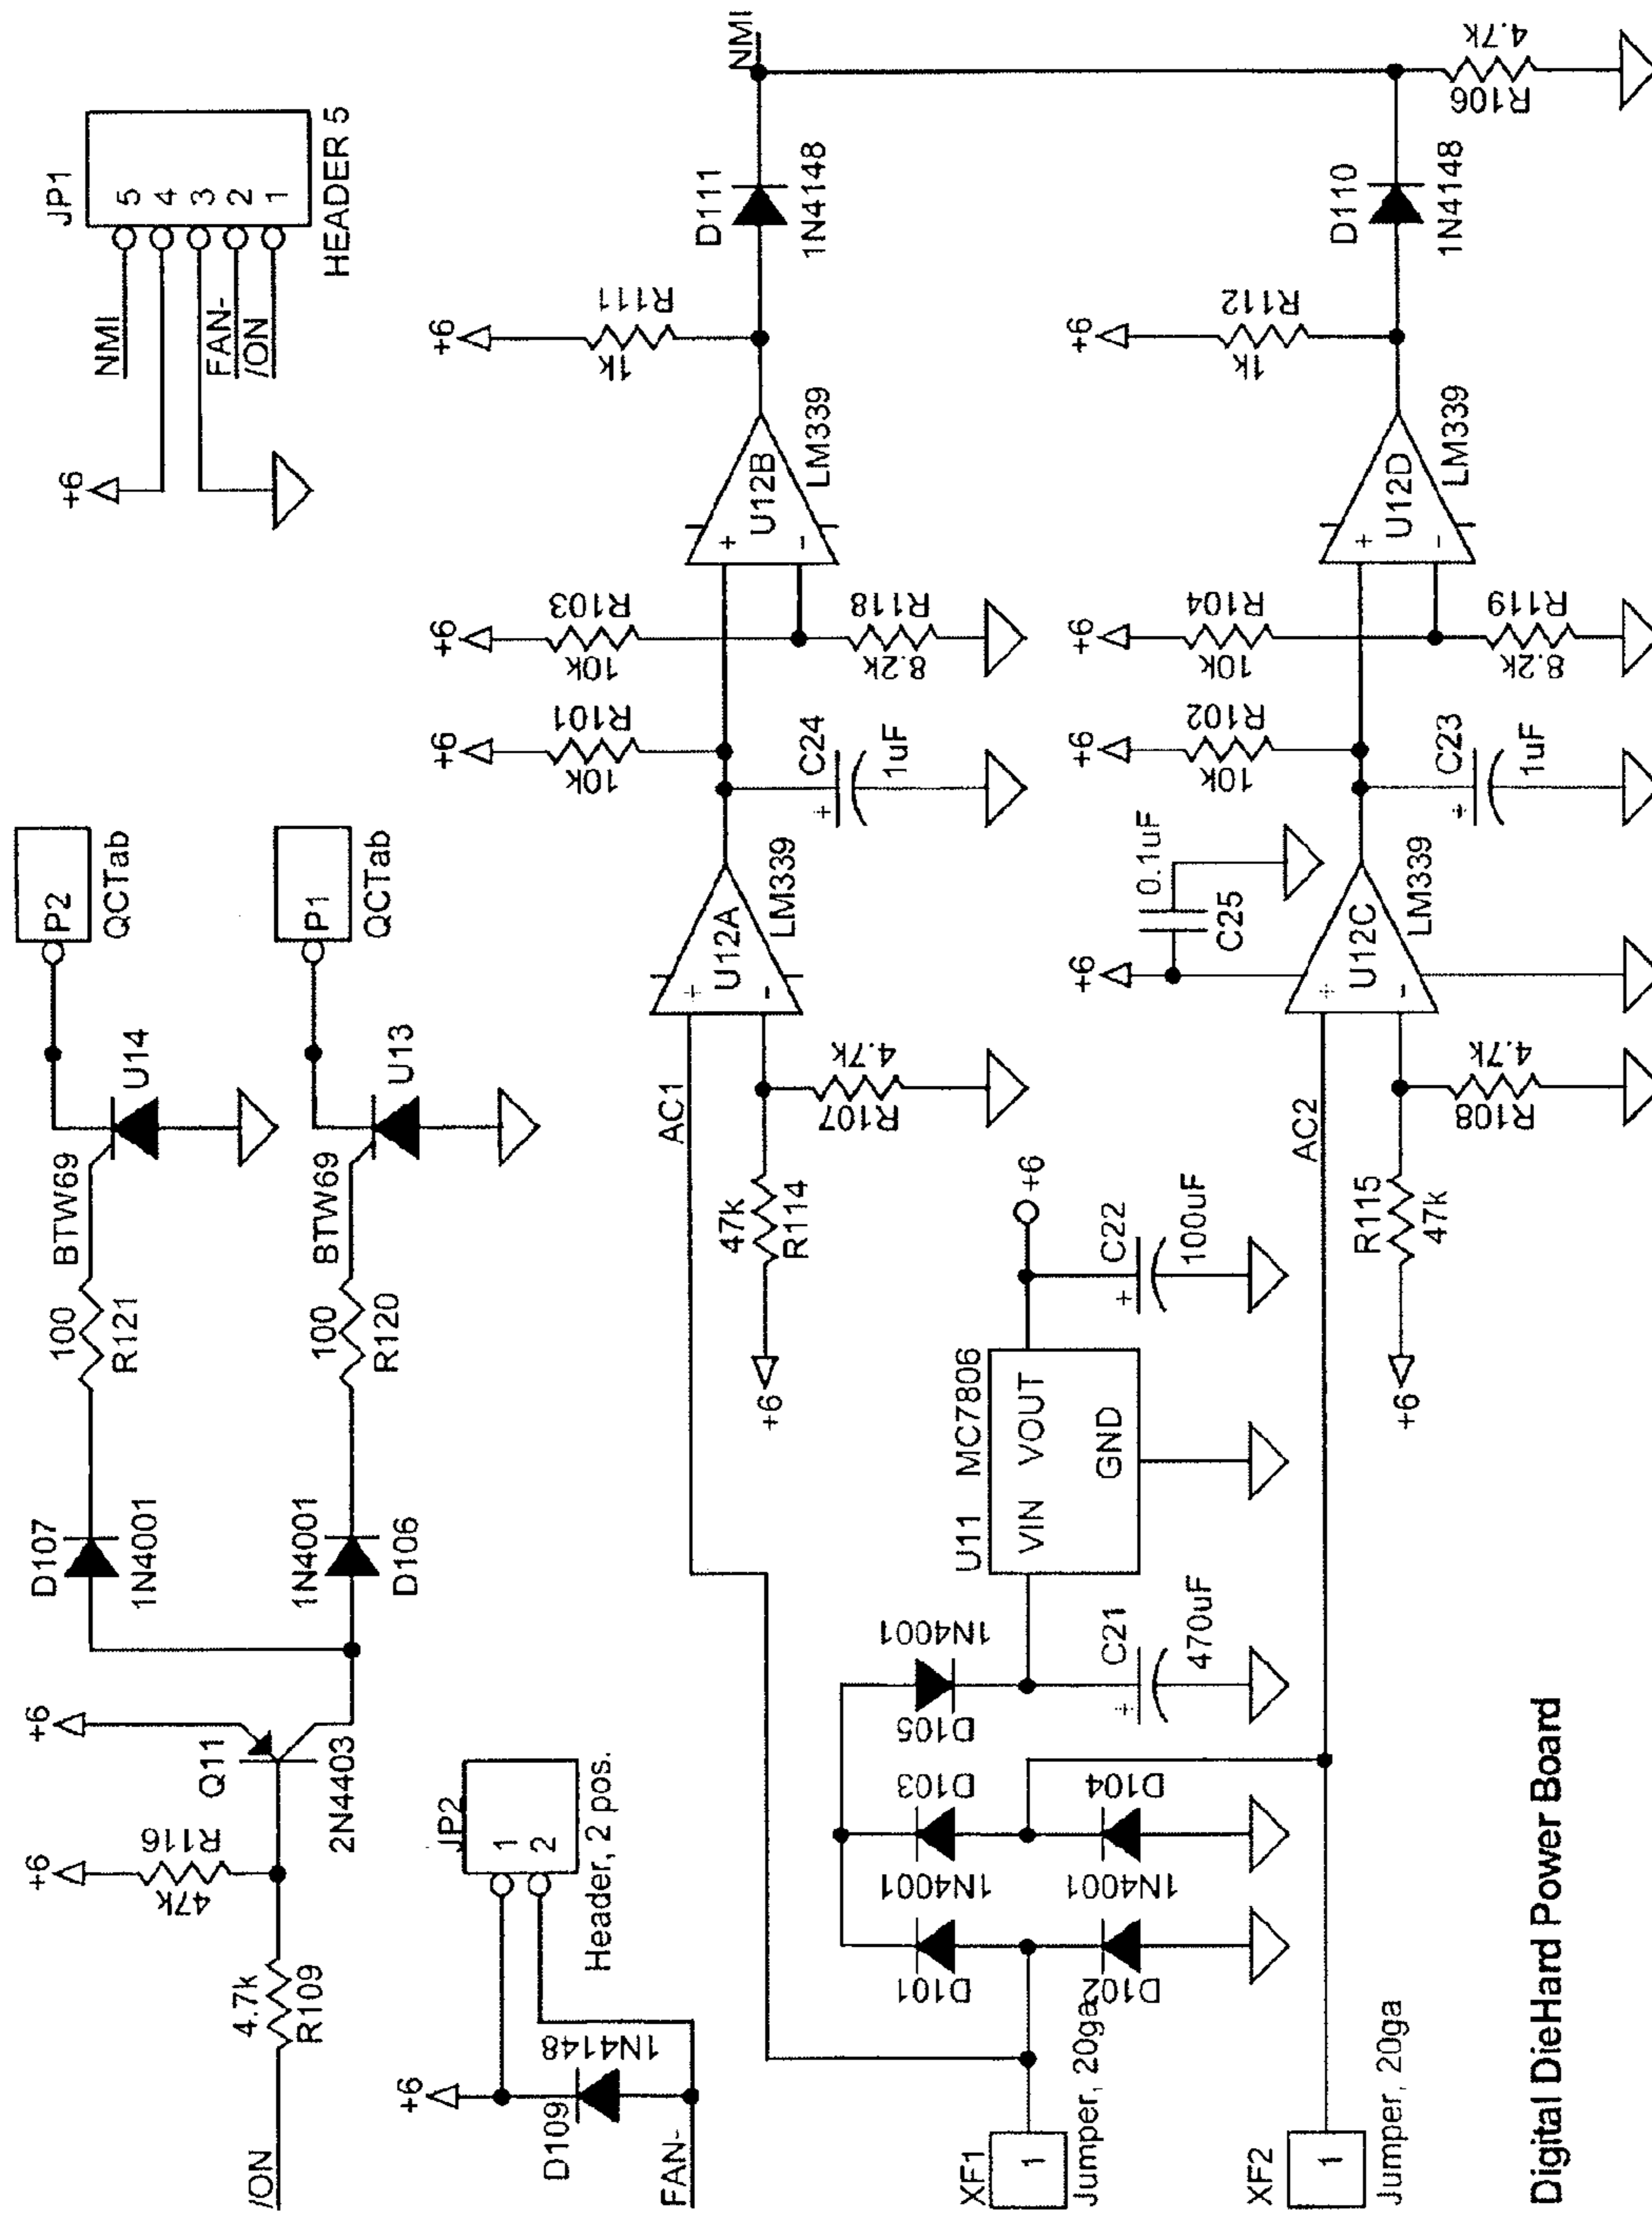 /ON
4.7k
R109
+6
R116
47k
+6
Q11
2N4403
D107
1N4001
1N4001
D106
100
R121
100
R120
BTW69
U14
BTW69
U13
P2
QCTab
P1
QCTab
JP1
5
4
3
2
1
HEADER 5
NMI
FAN-
/ON
+6
+6
D109
1N4148
FAN-
JP2
1
2
Header, 2 pos.
XF1
1
Jumper, 20ga
XF2
1
Jumper, 20ga
D101
D102
1N4001
1N4001
D103
D104
D105
1N4001
C21
+
470uF
U11 MC7806
VIN VOUT
GND
+6
C22
+
100uF
AC1
+6
47k
R114
R107
4.7k
+
-
U12A
LM339
+6
R101
10k
C24
+
1uF
+6
R103
10k
R118
8.2k
+
-
U12B
LM339
+6
R111
1k
D111
1N4148
NMI
AC2
+6
R115
47k
R108
4.7k
+6
0.1uF
C25
+
-
U12C
LM339
+6
R102
10k
C23
+
1uF
+6
R104
10k
R119
8.2k
+
-
U12D
LM339
+6
R112
1k
D110
1N4148
R106
4.7k
Digital DieHard Power Board